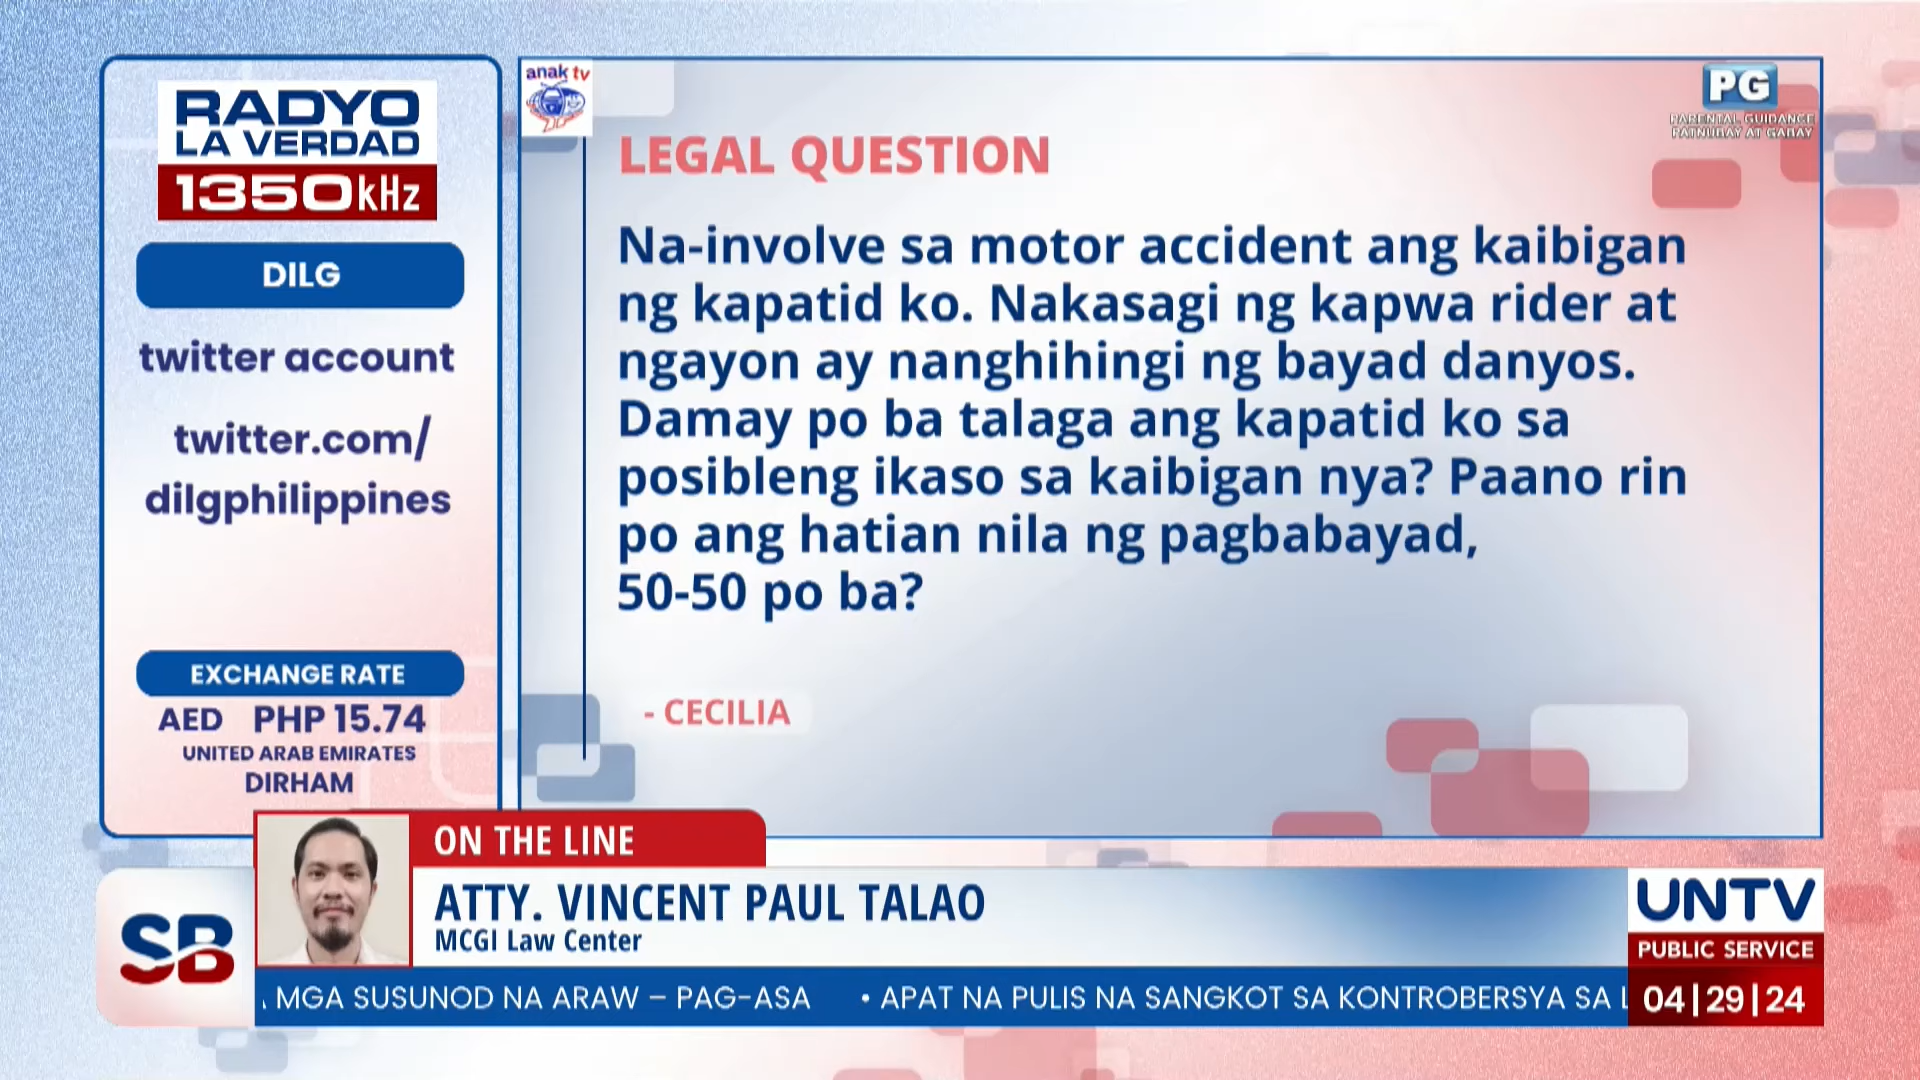 RADYO
LA VERDAD
1350kHz
DILG
twitter account
twitter.com/
dilgphilippines
EXCHANGE RATE
AED PHP 15.74
UNITED ARAB EMIRATES
DIRHAM
anak tv
PG
PARENTAL GUIDANCE
PATNUBAY AT GABAY
LEGAL QUESTION
Na-involve sa motor accident ang kaibigan
ng kapatid ko. Nakasagi ng kapwa rider at
ngayon ay nanghihingi ng bayad danyos.
Damay po ba talaga ang kapatid ko sa
posibleng ikaso sa kaibigan nya? Paano rin
po ang hatian nila ng pagbabayad,
50-50 po ba?
- CECILIA
ON THE LINE
ATTY. VINCENT PAUL TALAO
MCGI Law Center
SB
UNTV
PUBLIC SERVICE
MGA SUSUNOD NA ARAW – PAG-ASA • APAT NA PULIS NA SANGKOT SA KONTROBERSYA SA
04|29|24